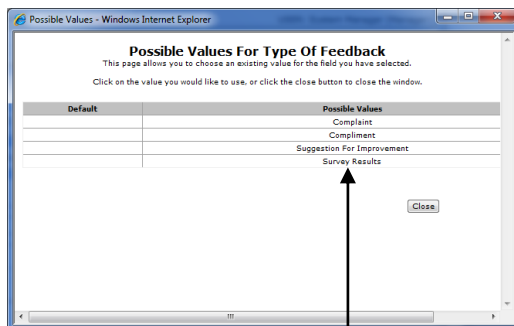 Possible Values - Windows Internet Explorer
Possible Values For Type Of Feedback
This page allows you to choose an existing value for the field you have selected.
Click on the value you would like to use, or click the close button to close the window.
Default Possible Values
Complaint
Compliment
Suggestion For Improvement
Survey Results
Close